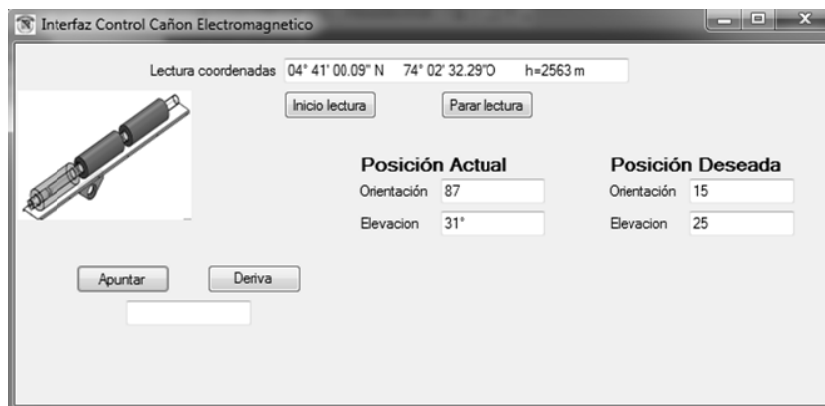 Interfaz Control Cañon Electromagnetico
Lectura coordenadas 04° 41' 00.09" N 74° 02' 32.29"O h=2563 m
Inicio lectura Parar lectura
Posición Actual Posición Deseada
Orientación 87 Orientación 15
Elevacion 31° Elevacion 25
Apuntar Deriva